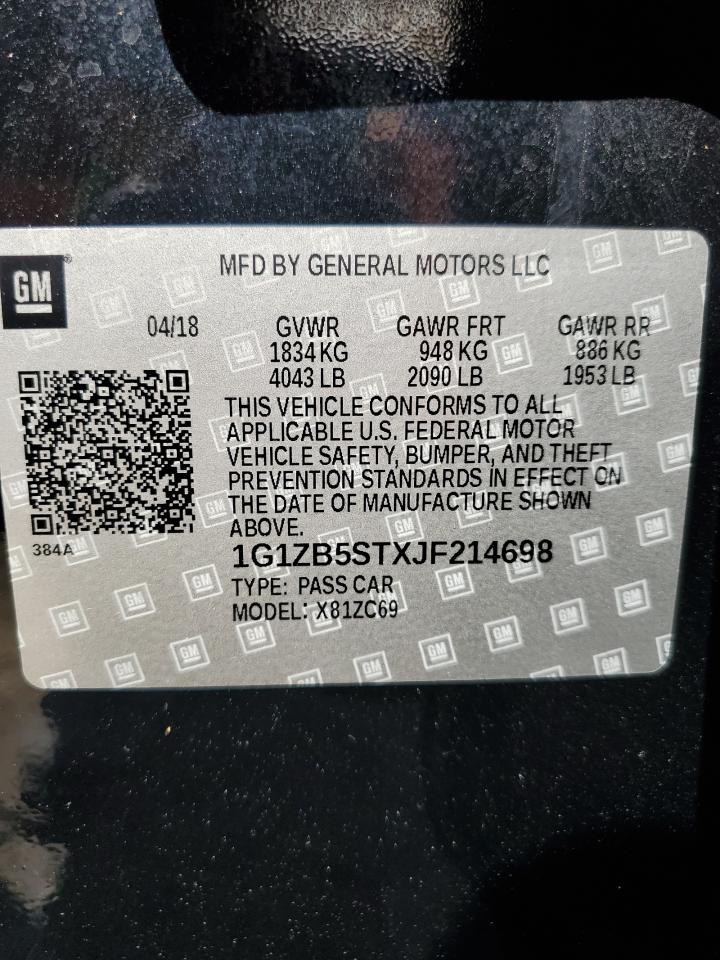 GM
MFD BY GENERAL MOTORS LLC
04/18 GVWR GAWR FRT GAWR RR
1834 KG 948 KG 886 KG
4043 LB 2090 LB 1953 LB
THIS VEHICLE CONFORMS TO ALL
APPLICABLE U.S. FEDERAL MOTOR
VEHICLE SAFETY, BUMPER, AND THEFT
PREVENTION STANDARDS IN EFFECT ON
THE DATE OF MANUFACTURE SHOWN
ABOVE.
384A
1G1ZB5STXJF214698
TYPE: PASS CAR
MODEL: X81ZC69